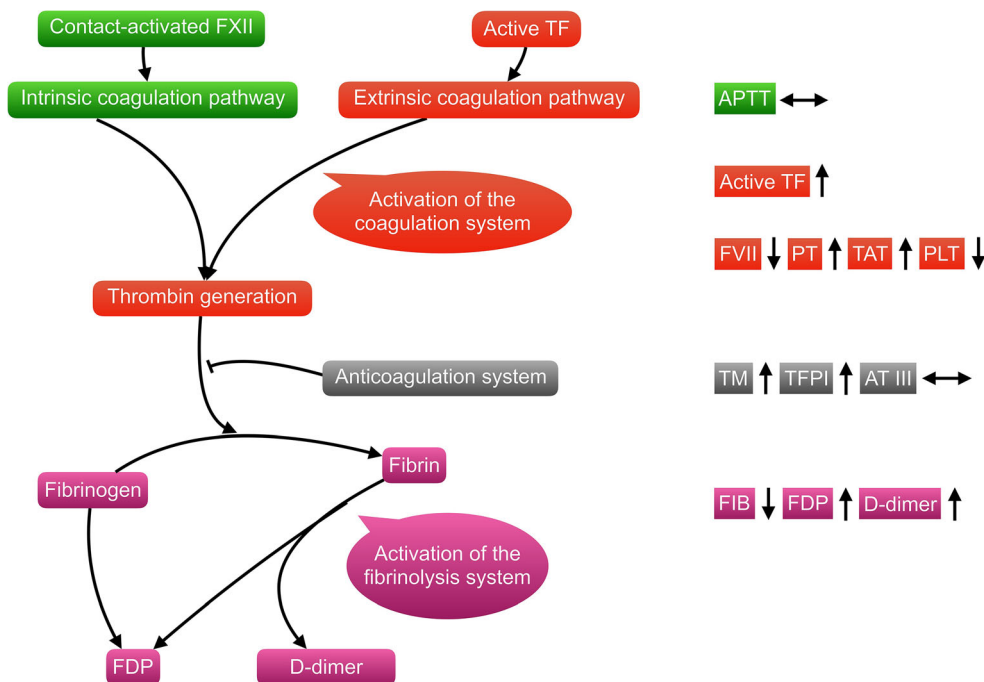 Contact-activated FXII
Active TF
Intrinsic coagulation pathway
Extrinsic coagulation pathway
APTT
Activation of the
coagulation system
Active TF
FVII PT TAT PLT
Thrombin generation
Anticoagulation system
TM TFPI AT III
Fibrinogen
Fibrin
FIB FDP D-dimer
Activation of the
fibrinolysis system
FDP
D-dimer